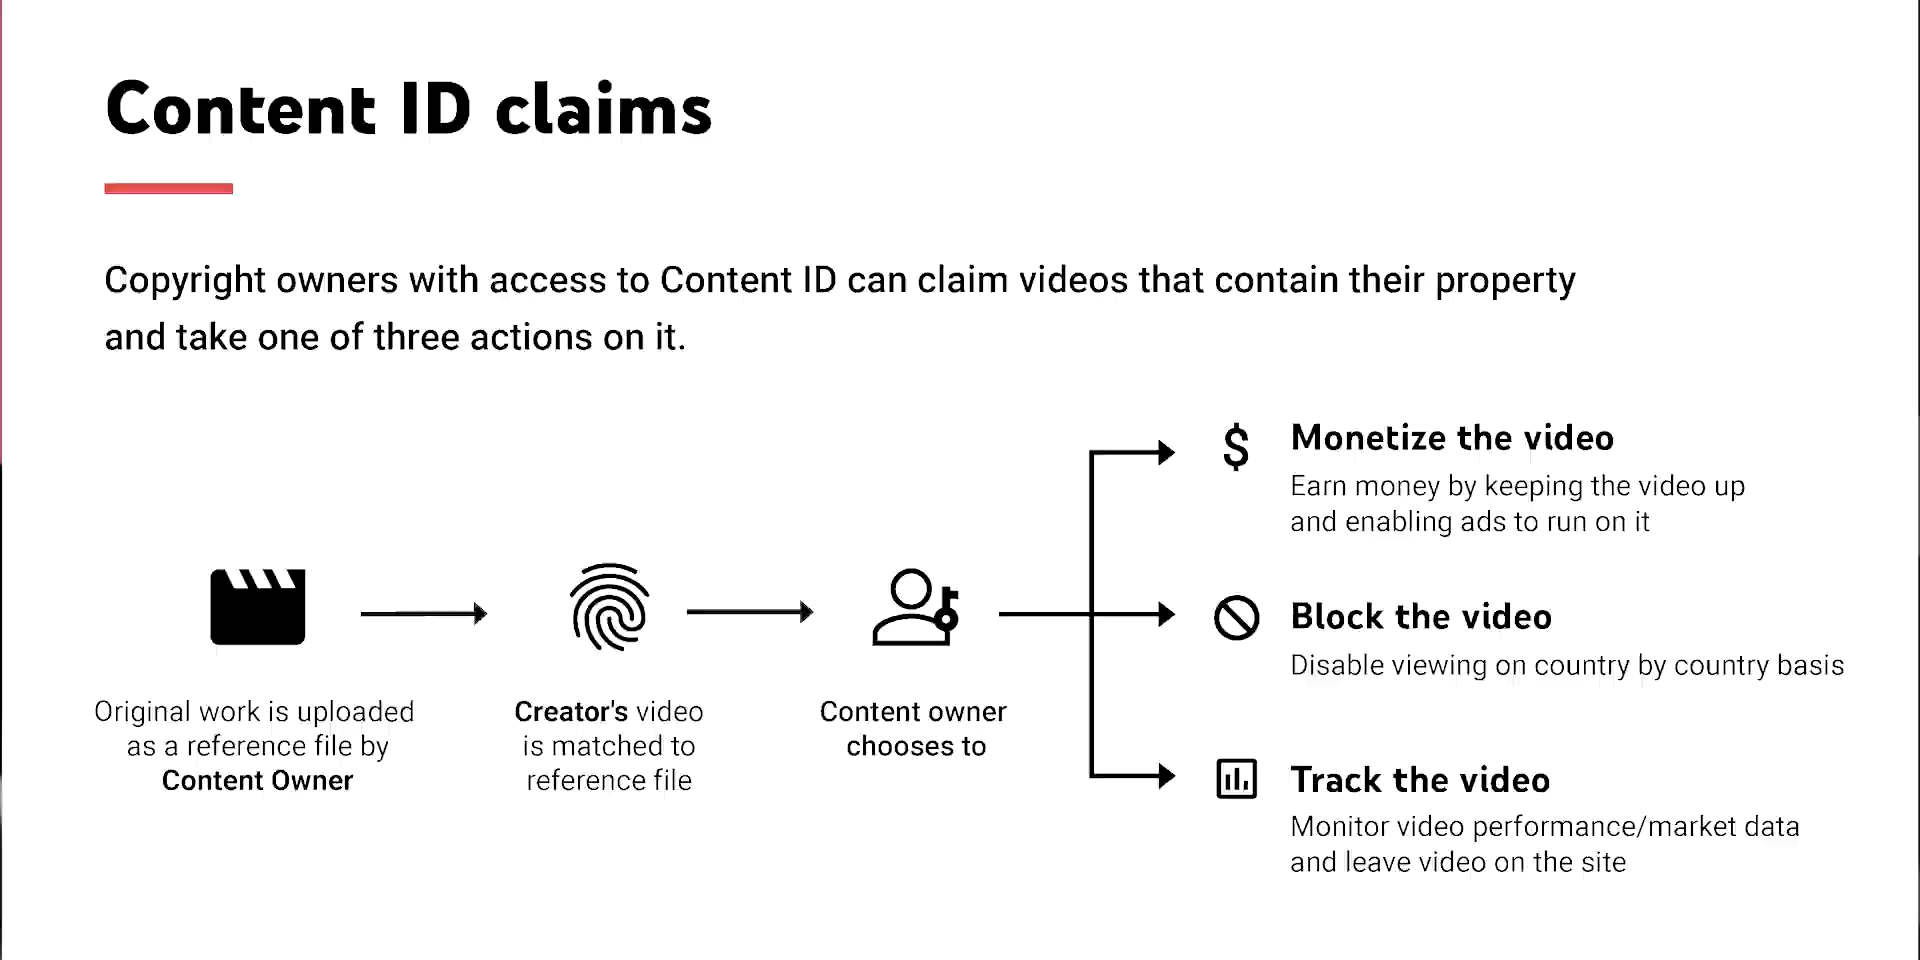 Content ID claims
Copyright owners with access to Content ID can claim videos that contain their property
and take one of three actions on it.
Original work is uploaded
as a reference file by
Content Owner
Creator's video
is matched to
reference file
Content owner
chooses to
$
Monetize the video
Earn money by keeping the video up
and enabling ads to run on it
Block the video
Disable viewing on country by country basis
Track the video
Monitor video performance/market data
and leave video on the site